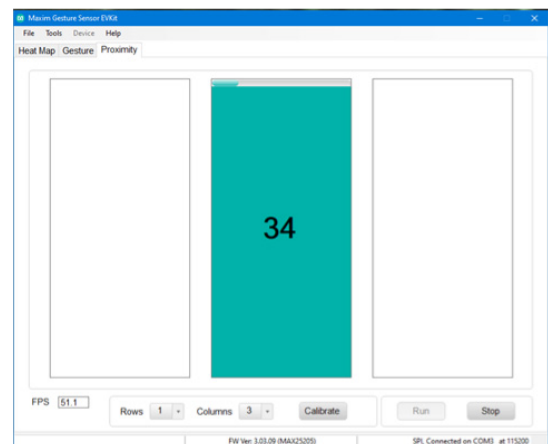 Maxim Gesture Sensor EVKit
File Tools Device Help
Heat Map Gesture Proximity
34
FPS 51.1
Rows 1 Columns 3 Calibrate Run Stop
FW Ver: 3.03.09 (MAX25205) SPI, Connected on COM3 at 115200